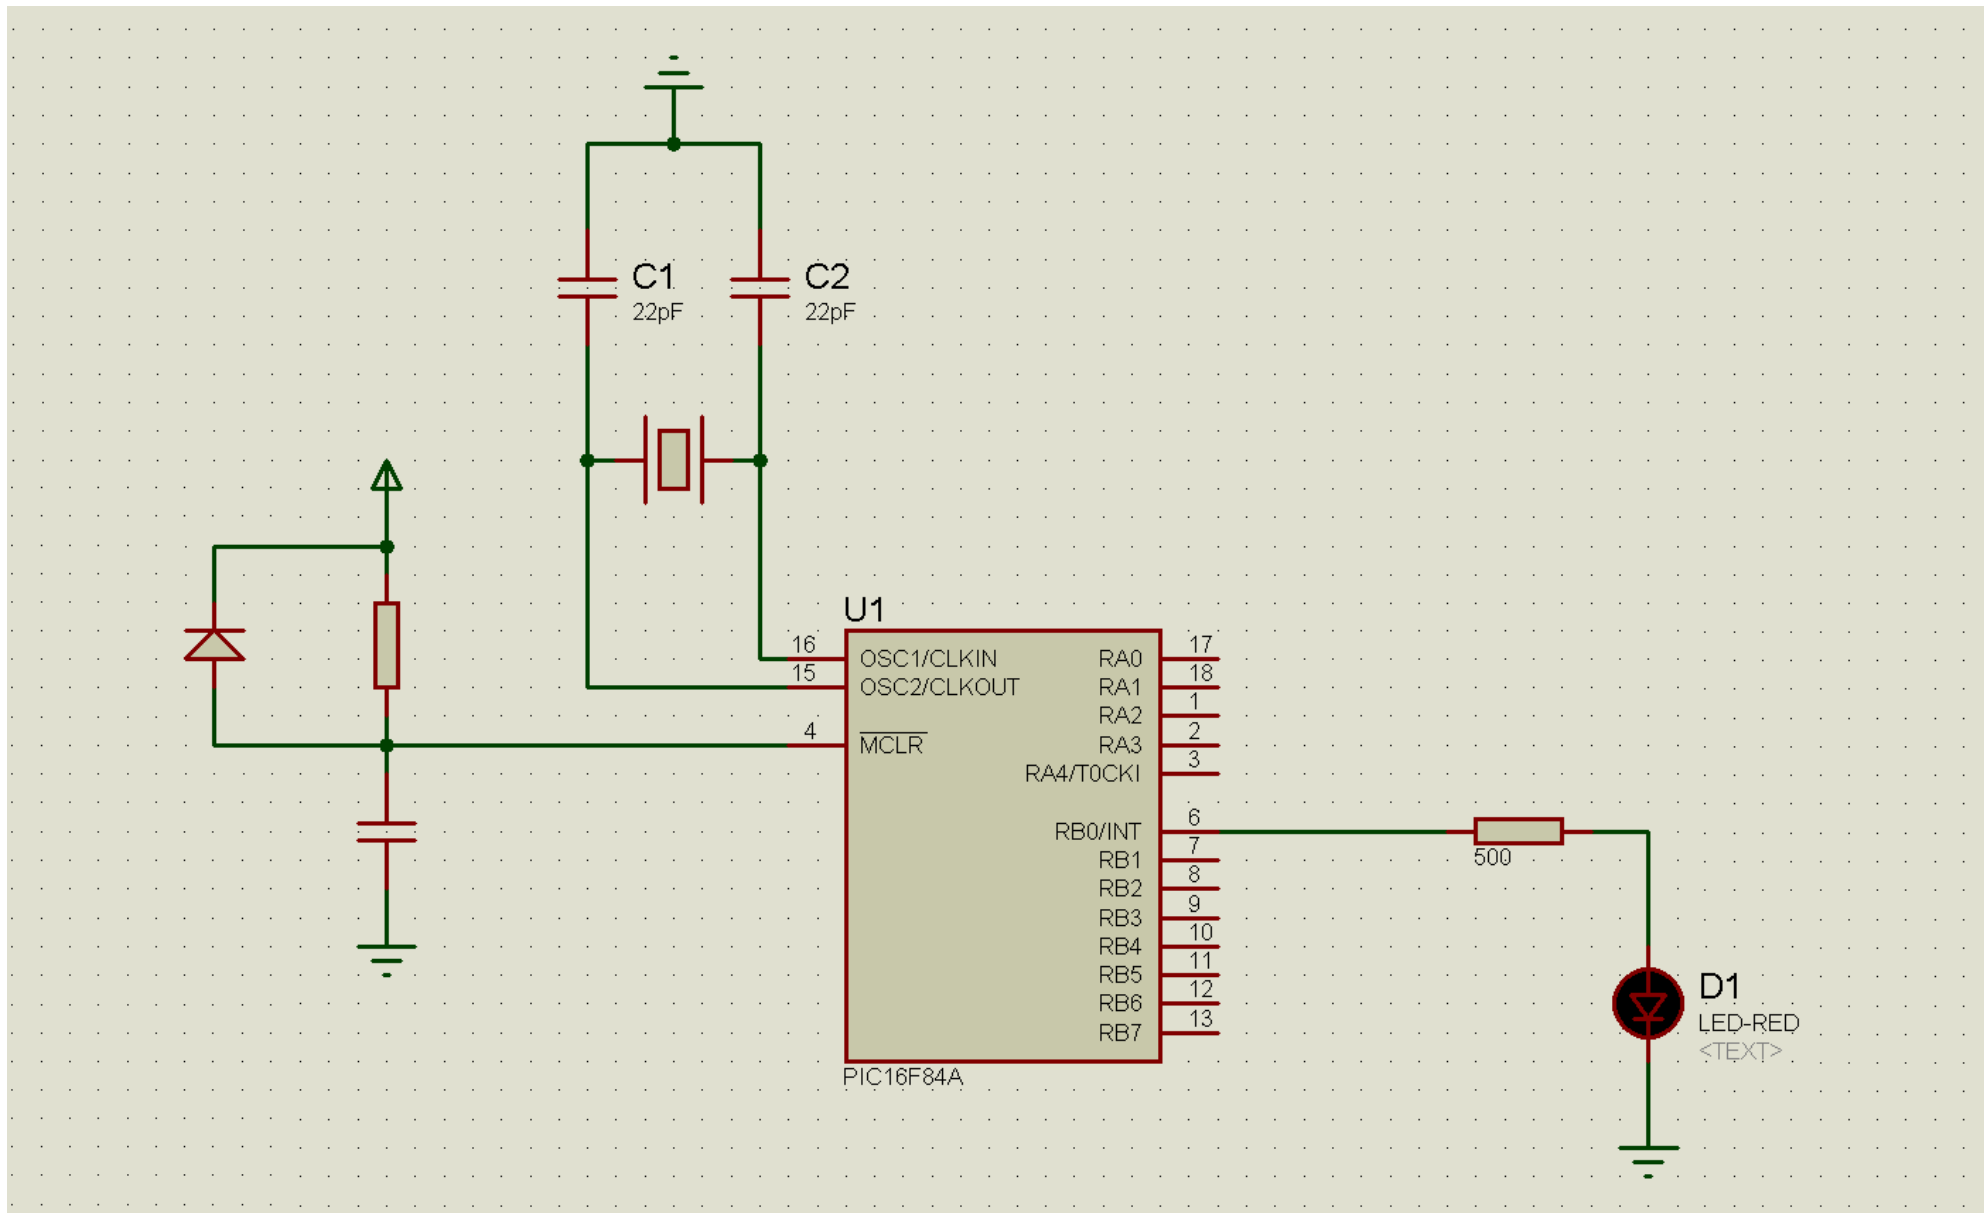 C1
22pF
C2
22pF
U1
16
OSC1/CLKIN
15
OSC2/CLKOUT
4
MCLR
RA0
17
RA1
18
RA2
1
RA3
2
RA4/T0CKI
3
RB0/INT
6
RB1
7
RB2
8
RB3
9
RB4
10
RB5
11
RB6
12
RB7
13
PIC16F84A
500
D1
LED-RED
<TEXT>